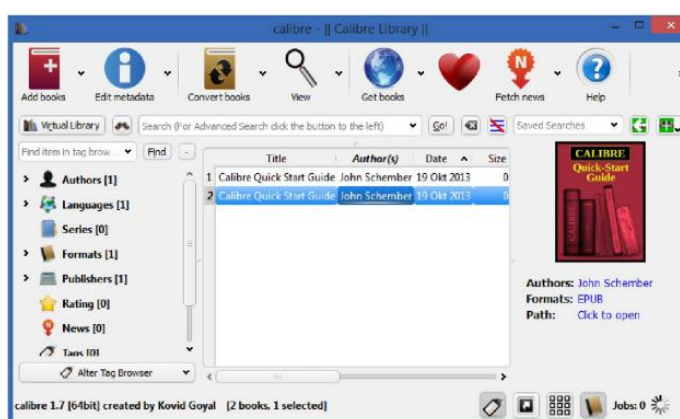 calibre - || Calibre Library ||
Add books
Edit metadata
Convert books
View
Get books
Fetch news
Help
Virtual Library
Search (For Advanced Search click the button to the left)
Go!
Saved Searches
Find item in tag brow...
Find
Authors [1]
Languages [1]
Series [0]
Formats [1]
Publishers [1]
Rating [0]
News [0]
Tags [0]
Alter Tag Browser
Title Author(s) Date Size
1 Calibre Quick Start Guide John Schember 19 Okt 2013 0
2 Calibre Quick Start Guide John Schember 19 Okt 2013 0
CALIBRE
Quick-Start
Guide
CALIBRE
Authors: John Schember
Formats: EPUB
Path: Click to open
calibre 1.7 [64bit] created by Kovid Goyal [2 books, 1 selected]
Jobs: 0